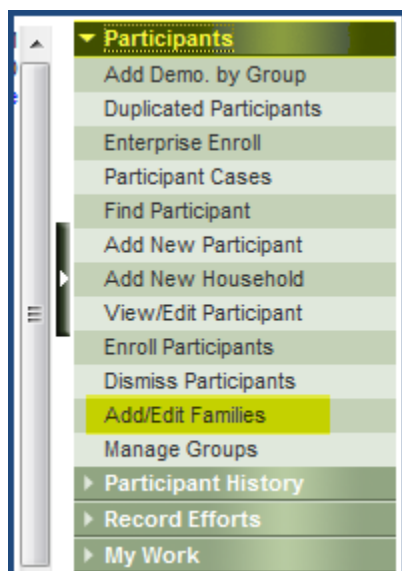 Participants
Add Demo. by Group
Duplicated Participants
Enterprise Enroll
Participant Cases
Find Participant
Add New Participant
Add New Household
View/Edit Participant
Enroll Participants
Dismiss Participants
Add/Edit Families
Manage Groups
Participant History
Record Efforts
My Work